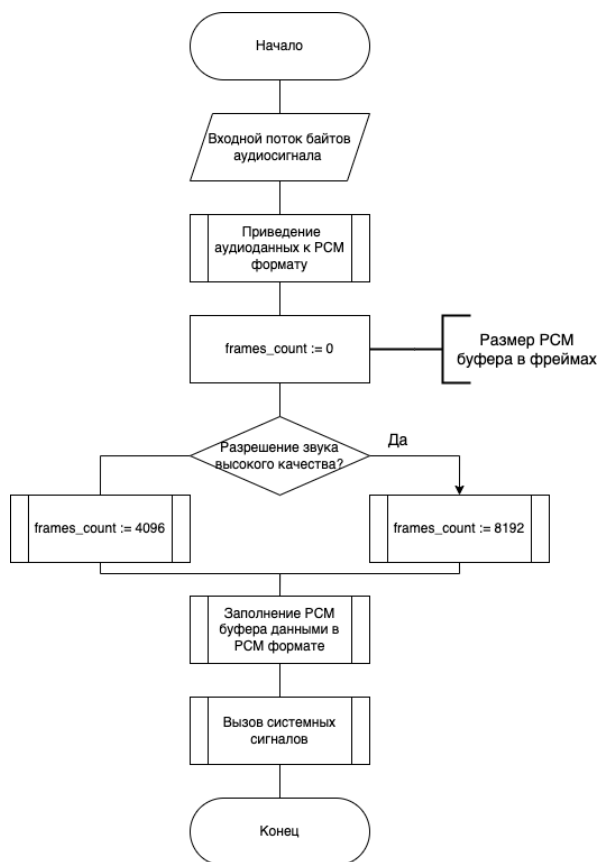 Начало
Входной поток байтов
аудиосигнала
Приведение
аудиоданных к PCM
формату
frames_count := 0
Размер PCM
буфера в фреймах
Разрешение звука
высокого качества?
Да
frames_count := 4096
frames_count := 8192
Заполнение PCM
буфера данными в
PCM формате
Вызов системных
сигналов
Конец